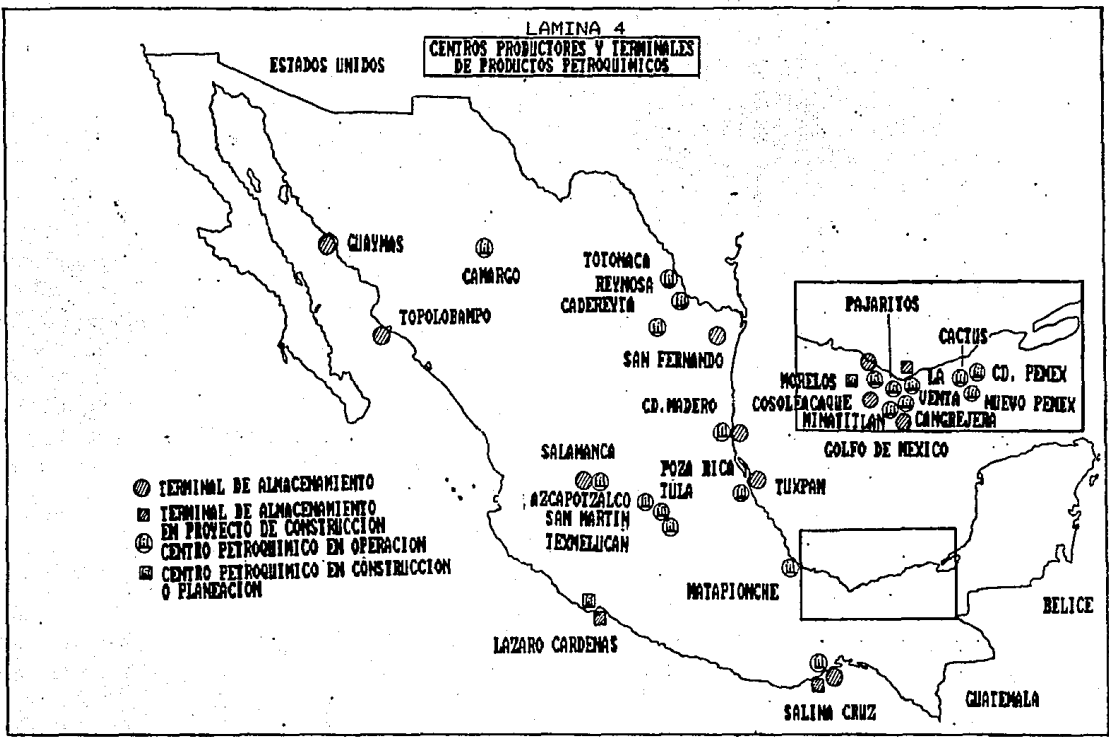 LAMINA 4
CENTROS PRODUCTORES Y TERMINALES
DE PRODUCTOS PETROQUIMICOS
ESTADOS UNIDOS
GUAYMAS
CAMARGO
TOPOLOBAMPO
TOTONACA
REYNOSA
CADEREYTA
SAN FERNANDO
CD. MADERO
SALAMANCA
POZA RICA
TULA
AZCAPOTZALCO
SAN MARTIN
TEXMELUCAN
TUXPAM
MATAPIONCHE
LAZARO CARDENAS
SALINA CRUZ
GUATEMALA
BELICE
PAJARITOS
CACTUS
MORELOS
LA
VENTA
CD. PEMEX
COSOLEACAQUE
NUEVO PEMEX
MINATITLAN
CANGREJERA
GOLFO DE MEXICO
TERMINAL DE ALMACENAMIENTO
TERMINAL DE ALMACENAMIENTO
EN PROYECTO DE CONSTRUCCION
CENTRO PETROQUIMICO EN OPERACION
CENTRO PETROQUIMICO EN CONSTRUCCION
O PLANEACION